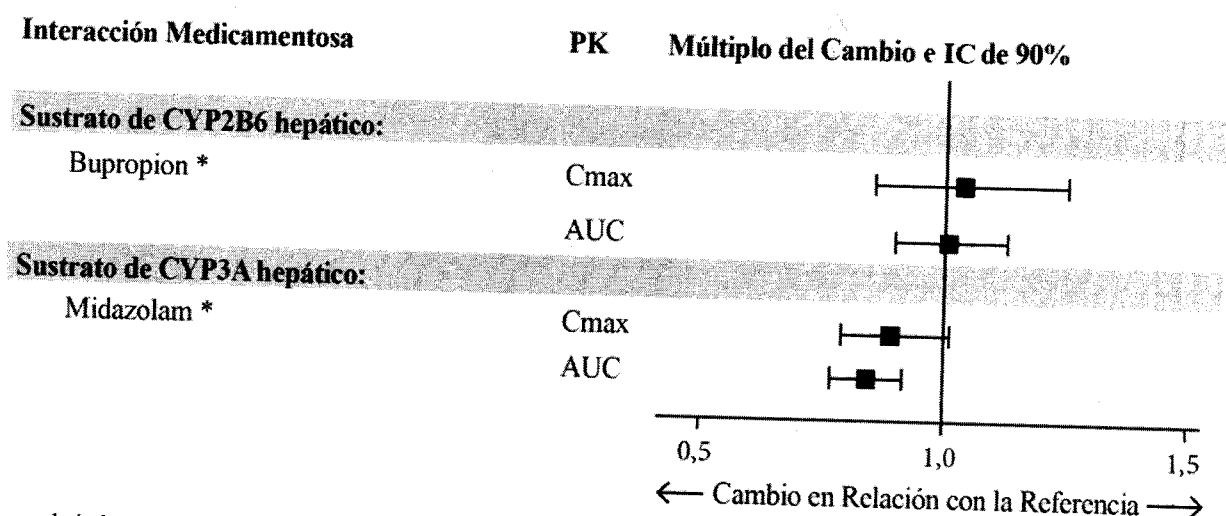 Interacción Medicamentosa PK Múltiplo del Cambio e IC de 90%
Sustrato de CYP2B6 hepático:
Bupropion * Cmax
AUC
Sustrato de CYP3A hepático:
Midazolam * Cmax
AUC
0,5 1,0 1,5
← Cambio en Relación con la Referencia →